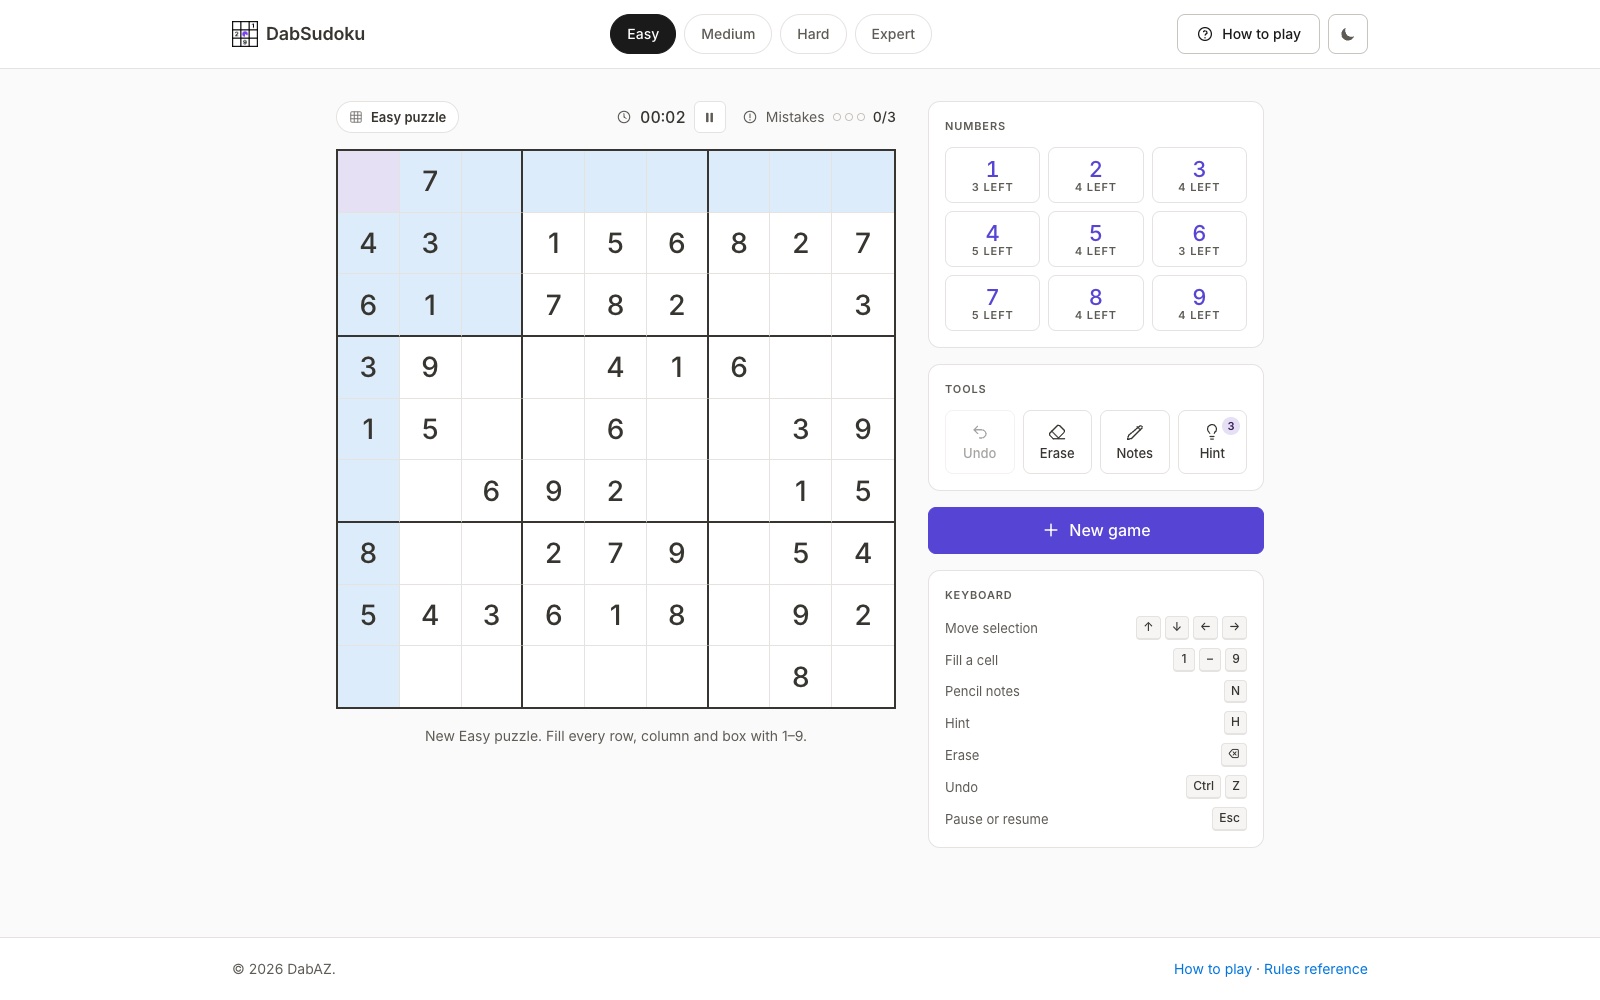 DabSudoku
Easy
Medium
Hard
Expert
How to play
Easy puzzle
00:02
Mistakes 0/3
7
4 3 1 5 6 8 2 7
6 1 7 8 2 3
3 9 4 1 6
1 5 6 3 9
6 9 2 1 5
8 2 7 9 5 4
5 4 3 6 1 8 9 2
8
New Easy puzzle. Fill every row, column and box with 1–9.
NUMBERS
1 2 3
3 LEFT 4 LEFT 4 LEFT
4 5 6
5 LEFT 4 LEFT 3 LEFT
7 8 9
5 LEFT 4 LEFT 4 LEFT
TOOLS
3
Undo Erase Notes Hint
+ New game
KEYBOARD
Move selection ↑ ↓ ← →
Fill a cell 1 – 9
Pencil notes N
Hint H
Erase ⌫
Undo Ctrl Z
Pause or resume Esc
© 2026 DabAZ.
How to play · Rules reference